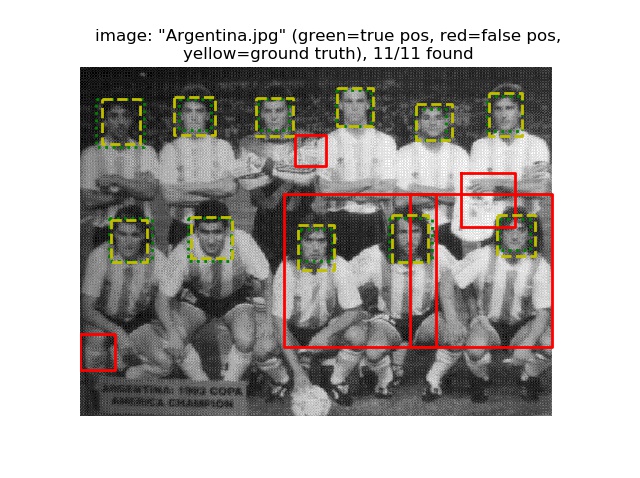 image: "Argentina.jpg" (green=true pos, red=false pos,
yellow=ground truth), 11/11 found
ARGENTINA: 1993 COPA
AMERICA CHAMPION